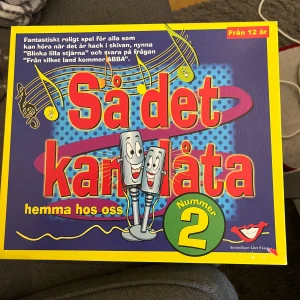 Fantastiskt roligt spel för alla som
kan höra när det är hack i skivan, nynna
"Blinka lilla stjärna" och svara på frågan
"Från vilket land kommer ABBA".
Från 12 år
Så det
kan låta
hemma hos oss
Nummer
2